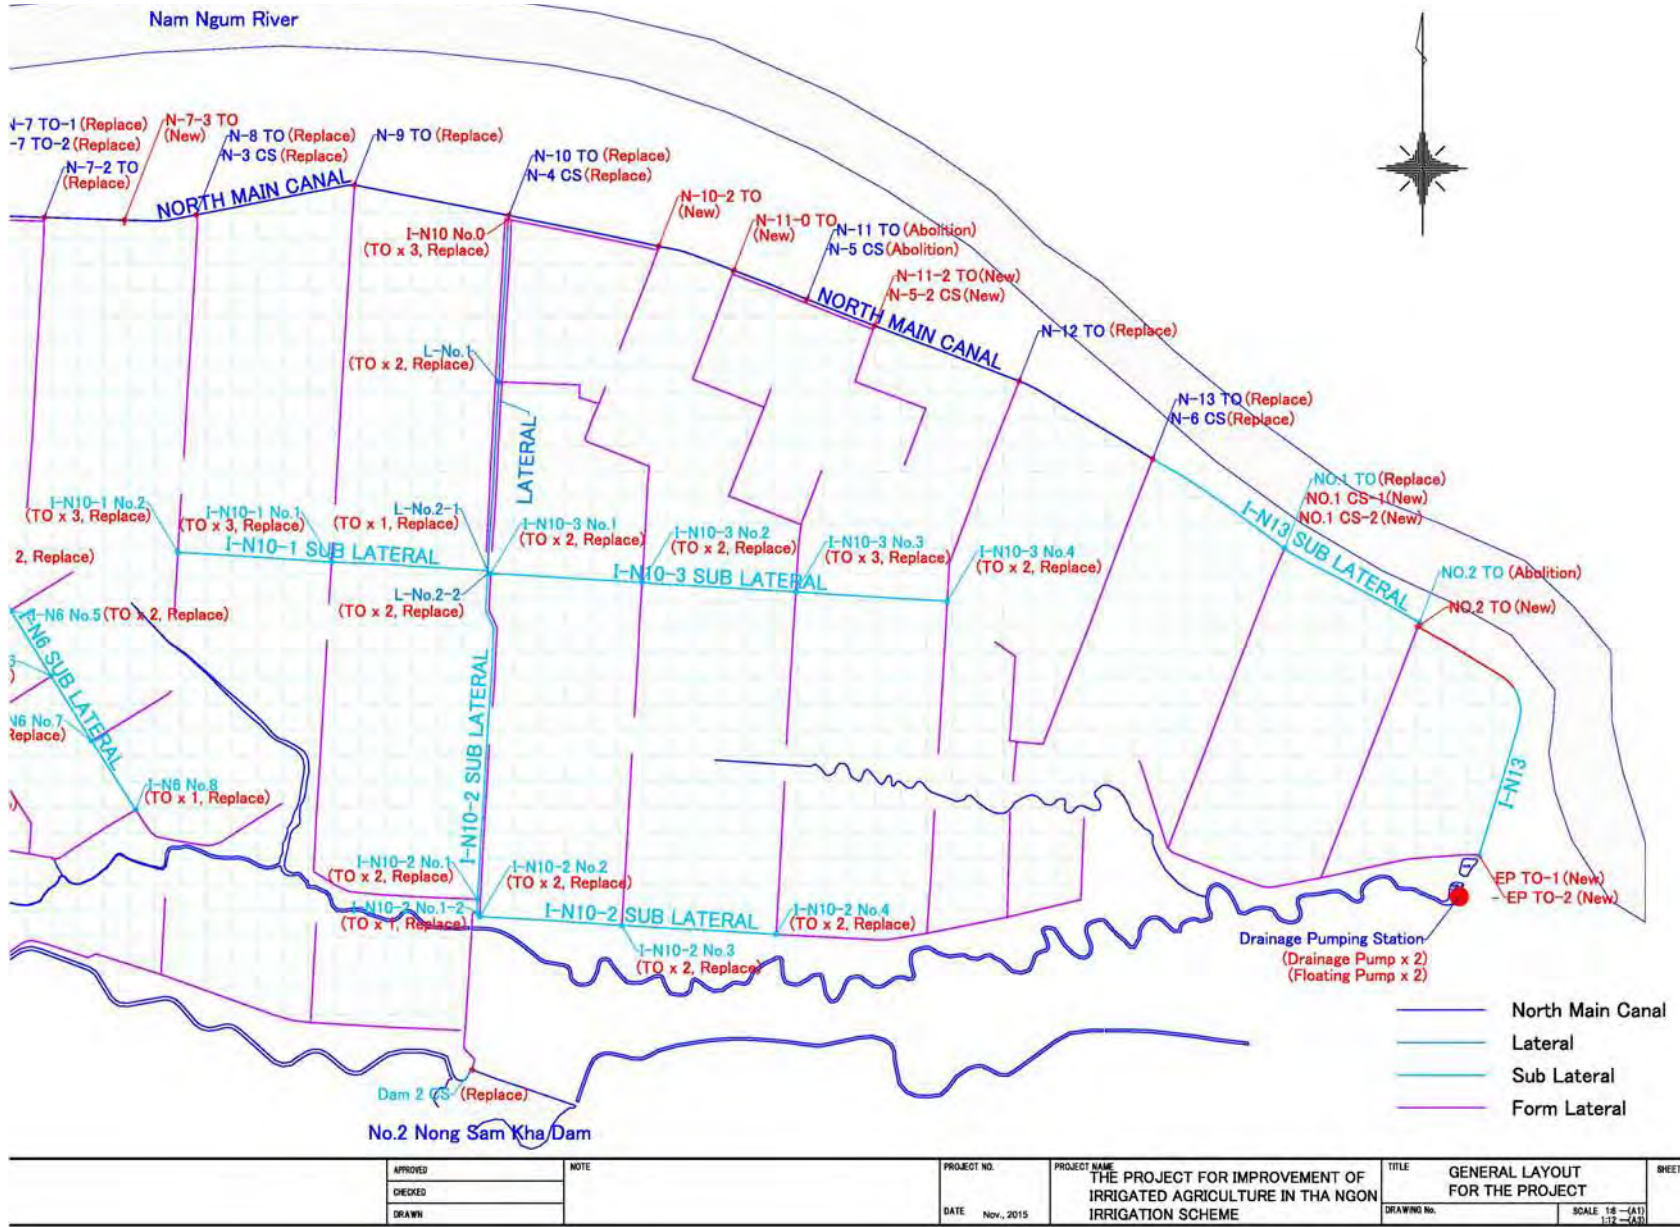 Nam Ngum River
N-7 TO-1 (Replace)
-7 TO-2 (Replace)
N-7-2 TO
(Replace)
N-7-3 TO
(New)
N-8 TO (Replace)
N-3 CS (Replace)
N-9 TO (Replace)
NORTH MAIN CANAL
N-10 TO (Replace)
N-4 CS (Replace)
I-N10 No.0
(TO x 3, Replace)
N-10-2 TO
(New)
N-11-0 TO
(New)
N-11 TO (Abolition)
N-5 CS (Abolition)
N-11-2 TO (New)
N-5-2 CS (New)
NORTH MAIN CANAL
N-12 TO (Replace)
N-13 TO (Replace)
N-6 CS (Replace)
L-No.1
(TO x 2, Replace)
LATERAL
NO.1 TO (Replace)
NO.1 CS-1 (New)
NO.1 CS-2 (New)
I-N13 SUB LATERAL
NO.2 TO (Abolition)
NO.2 TO (New)
I-N10-1 No.2
(TO x 3, Replace)
I-N10-1 No.1
(TO x 3, Replace)
L-No.2-1
(TO x 1, Replace)
I-N10-3 No.1
(TO x 2, Replace)
I-N10-3 No.2
(TO x 2, Replace)
I-N10-3 No.3
(TO x 3, Replace)
I-N10-3 No.4
(TO x 2, Replace)
I-N10-1 SUB LATERAL
I-N10-3 SUB LATERAL
L-No.2-2
(TO x 2, Replace)
2, Replace)
I-N6 No.5 (TO x 2, Replace)
I-N6 SUB LATERAL
N6 No.7
Replace)
I-N6 No.8
(TO x 1, Replace)
I-N10-2 SUB LATERAL
I-N13
I-N10-2 No.1
(TO x 2, Replace)
I-N10-2 No.2
(TO x 2, Replace)
I-N10-2 No.1-2
(TO x 1, Replace)
I-N10-2 SUB LATERAL
I-N10-2 No.3
(TO x 2, Replace)
I-N10-2 No.4
(TO x 2, Replace)
EP TO-1 (New)
EP TO-2 (New)
Drainage Pumping Station
(Drainage Pump x 2)
(Floating Pump x 2)
Dam 2 CS (Replace)
No.2 Nong Sam Kha Dam
North Main Canal
Lateral
Sub Lateral
Form Lateral
APPROVED
CHECKED
DRAWN
NOTE
PROJECT NO.
DATE Nov., 2015
PROJECT NAME
THE PROJECT FOR IMPROVEMENT OF
IRRIGATED AGRICULTURE IN THA NGON
IRRIGATION SCHEME
TITLE
GENERAL LAYOUT
FOR THE PROJECT
DRAWING No.
SCALE
SHEET